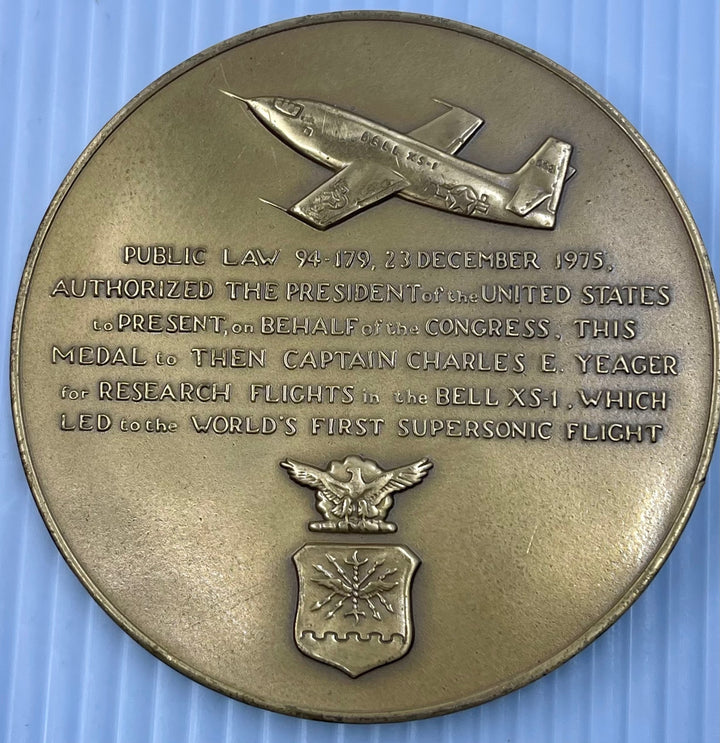 BELL XS-1
PUBLIC LAW 94-179, 23 DECEMBER 1975,
AUTHORIZED THE PRESIDENT of the UNITED STATES
to PRESENT, on BEHALF of the CONGRESS, THIS
MEDAL to THEN CAPTAIN CHARLES E. YEAGER
for RESEARCH FLIGHTS in the BELL XS-1, WHICH
LED to the WORLD'S FIRST SUPERSONIC FLIGHT